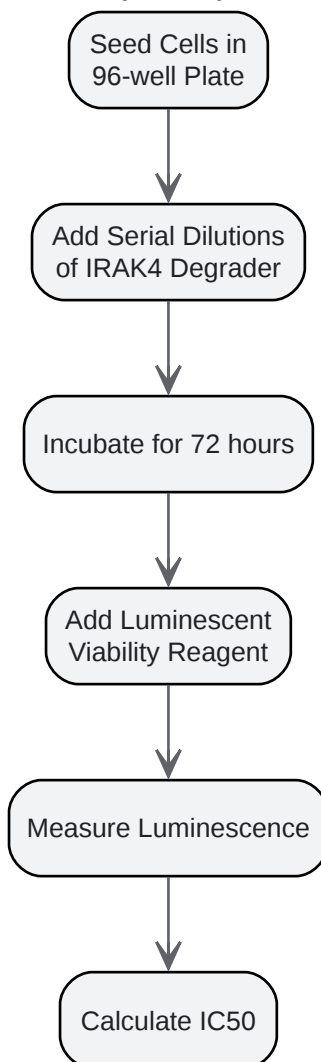 Seed Cells in
96-well Plate
Add Serial Dilutions
of IRAK4 Degrader
Incubate for 72 hours
Add Luminescent
Viability Reagent
Measure Luminescence
Calculate IC50